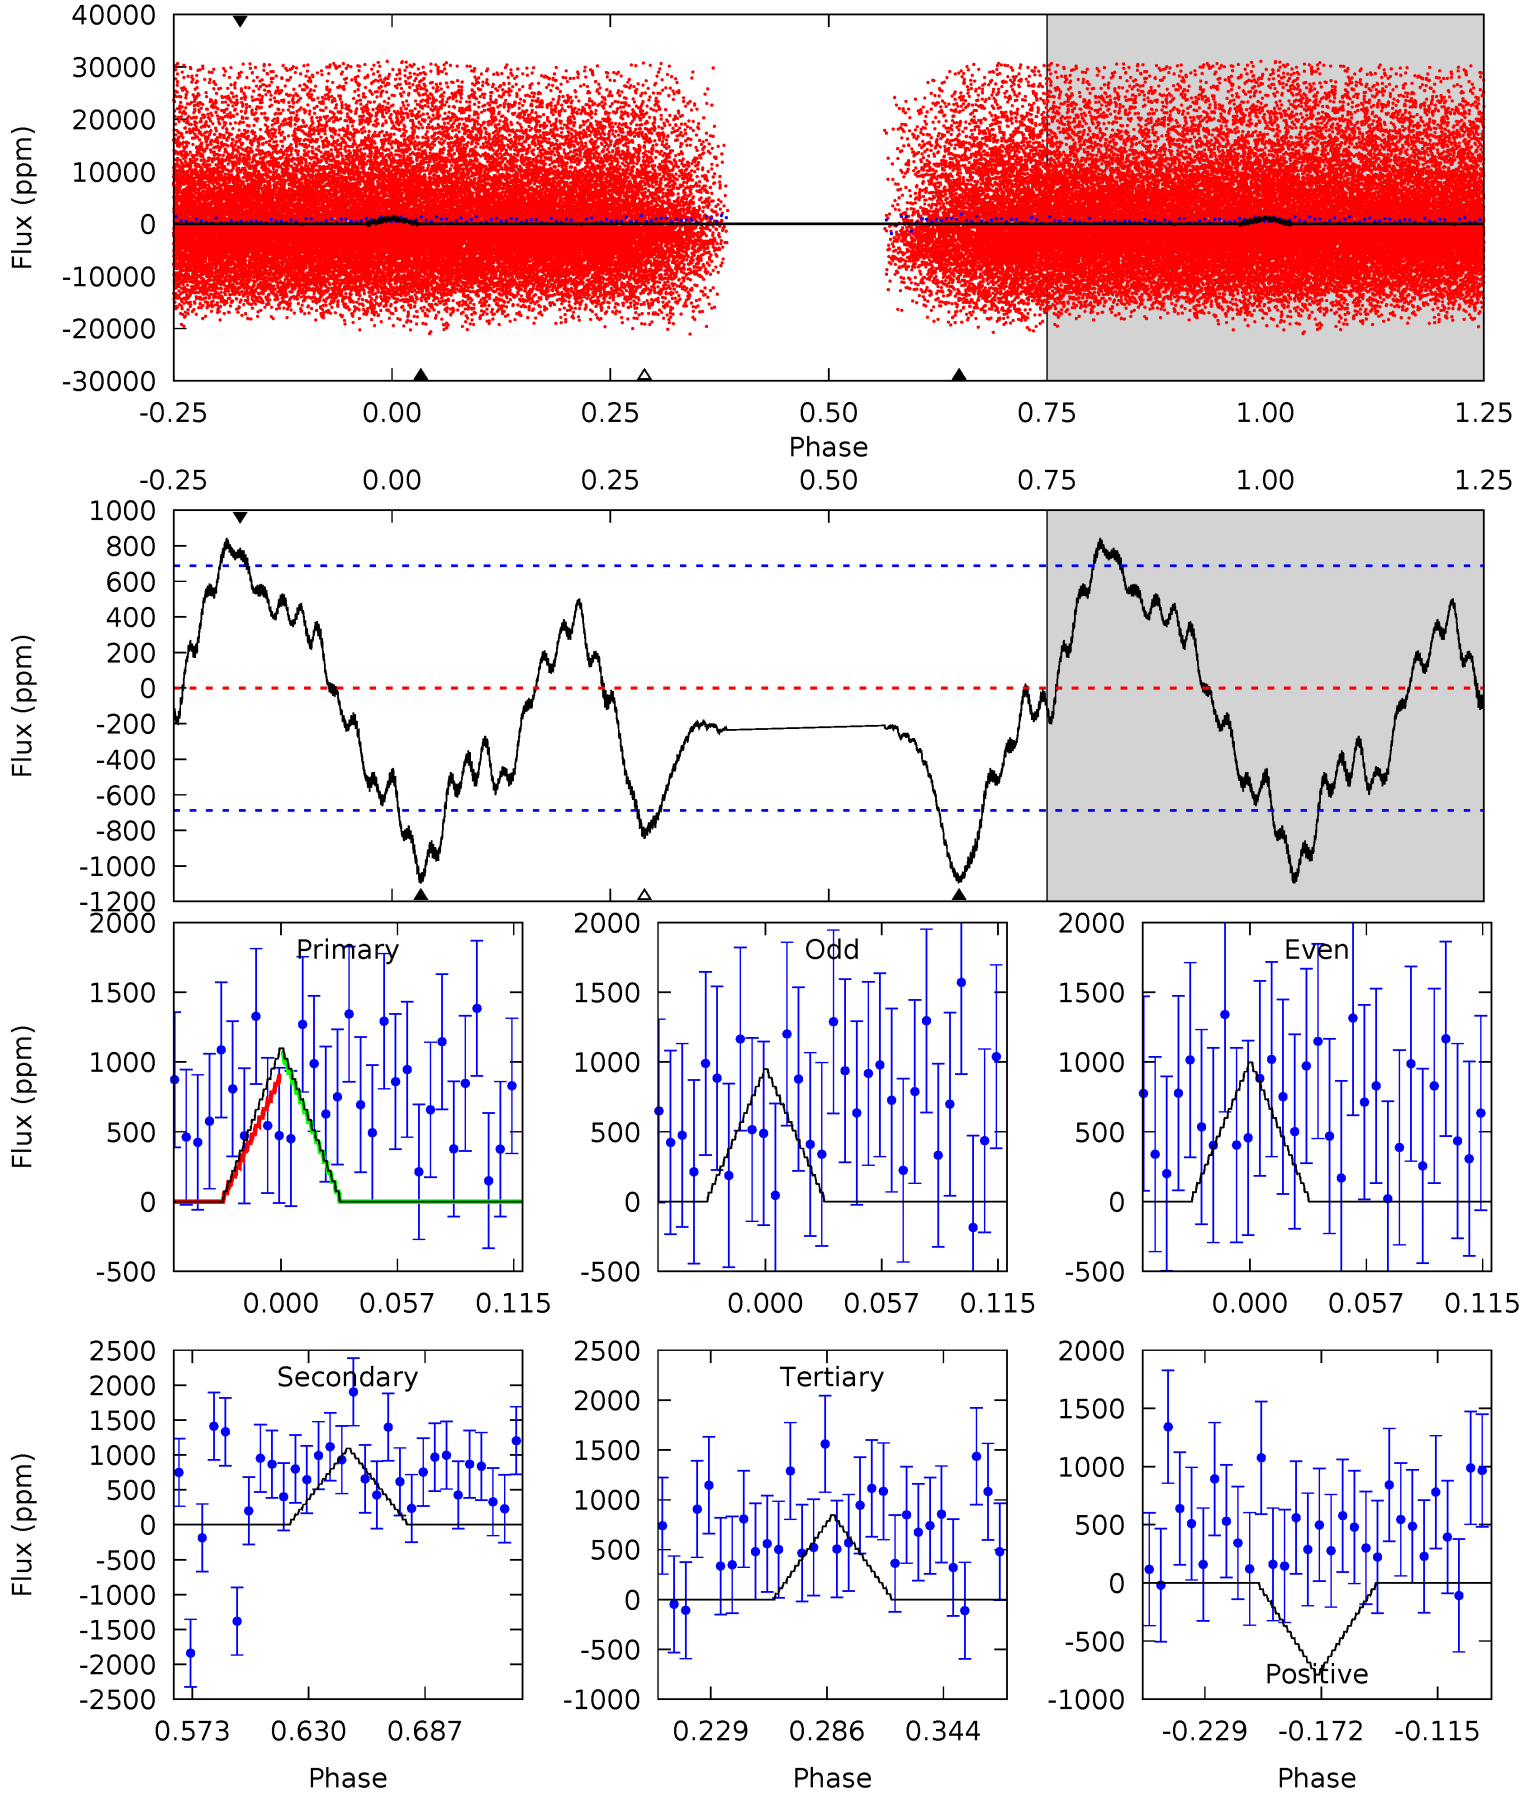 40000
30000
20000
10000
0
-10000
-20000
-30000
Flux (ppm)
-0.25 0.00 0.25 0.50 0.75 1.00 1.25
Phase
-0.25 0.00 0.25 0.50 0.75 1.00 1.25
1000
800
600
400
200
0
-200
-400
-600
-800
-1000
-1200
Flux (ppm)
Primary
2000
1500
1000
500
0
-500
Flux (ppm)
0.000 0.057 0.115
Odd
2000
1500
1000
500
0
-500
0.000 0.057 0.115
Even
2000
1500
1000
500
0
-500
0.000 0.057 0.115
Secondary
2500
2000
1500
1000
500
0
-500
-1000
-1500
-2000
-2500
Flux (ppm)
0.573 0.630 0.687
Phase
Tertiary
2500
2000
1500
1000
500
0
-500
-1000
0.229 0.286 0.344
Phase
2000
1500
1000
500
0
-500
-1000
Positive
-0.229 -0.172 -0.115
Phase